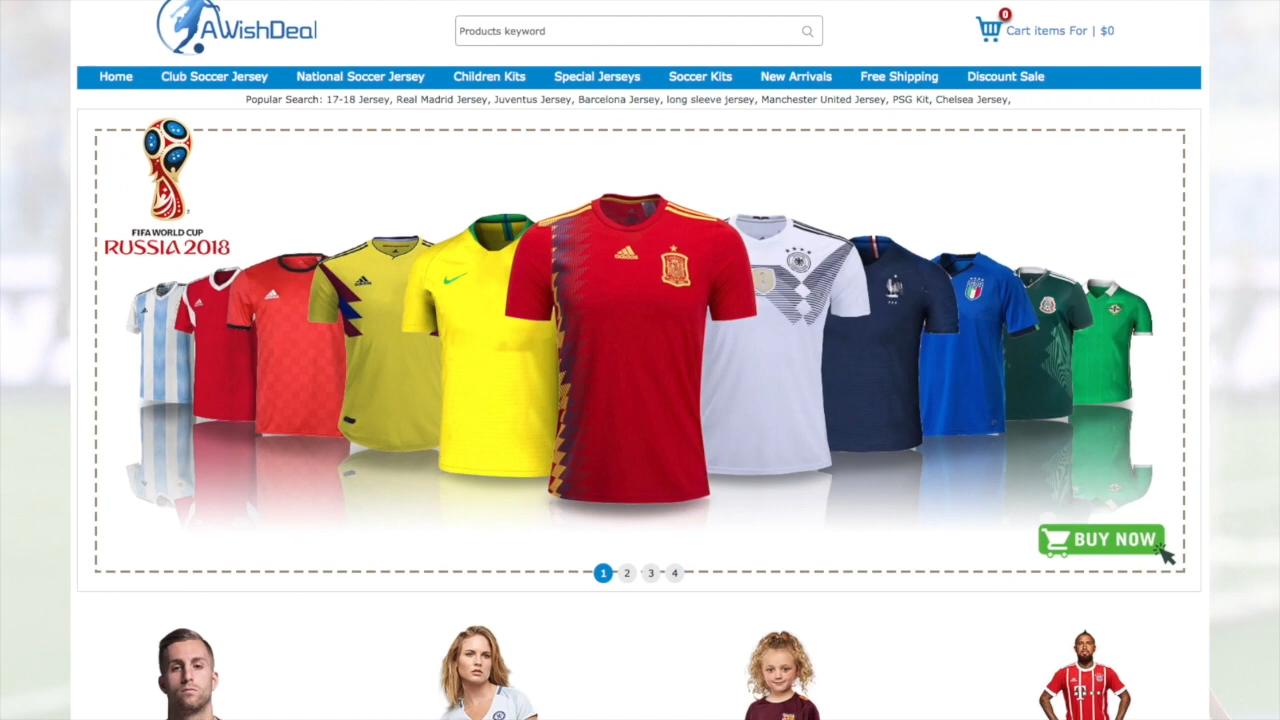 AWishDeal
Products keyword
0
Cart items For | $0
Home Club Soccer Jersey National Soccer Jersey Children Kits Special Jerseys Soccer Kits New Arrivals Free Shipping Discount Sale
Popular Search: 17-18 Jersey, Real Madrid Jersey, Juventus Jersey, Barcelona Jersey, long sleeve jersey, Manchester United Jersey, PSG Kit, Chelsea Jersey,
FIFA WORLD CUP
RUSSIA 2018
adidas
BUY NOW
1 2 3 4